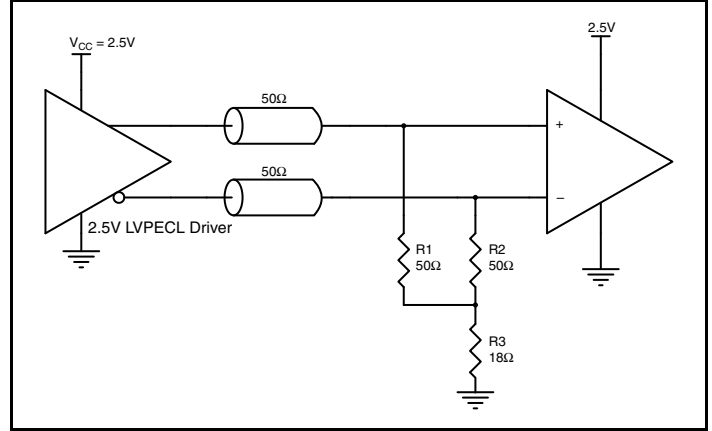 2.5V
V_CC = 2.5V
50Ω
+
50Ω
–
2.5V LVPECL Driver
R1
50Ω
R2
50Ω
R3
18Ω